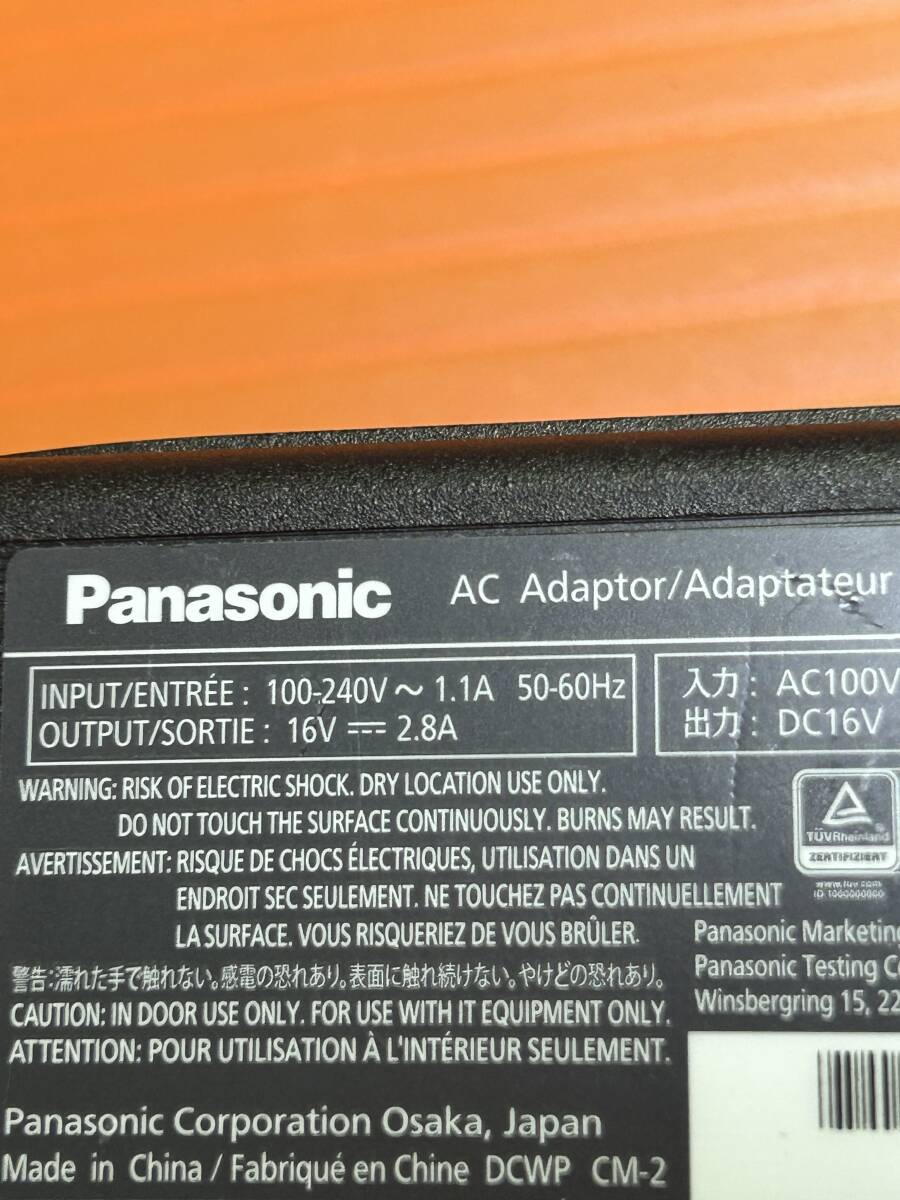 Panasonic AC Adaptor/Adaptateur
INPUT/ENTRÉE : 100-240V ~ 1.1A 50-60Hz
OUTPUT/SORTIE : 16V ⎓ 2.8A
入力 : AC100V
出力 : DC16V
WARNING: RISK OF ELECTRIC SHOCK. DRY LOCATION USE ONLY.
DO NOT TOUCH THE SURFACE CONTINUOUSLY. BURNS MAY RESULT.
AVERTISSEMENT: RISQUE DE CHOCS ÉLECTRIQUES, UTILISATION DANS UN
ENDROIT SEC SEULEMENT. NE TOUCHEZ PAS CONTINUELLEMENT
LA SURFACE. VOUS RISQUERIEZ DE VOUS BRÛLER.
警告:濡れた手で触れない。感電の恐れあり。表面に触れ続けない。やけどの恐れあり。
CAUTION: IN DOOR USE ONLY. FOR USE WITH IT EQUIPMENT ONLY.
ATTENTION: POUR UTILISATION À L'INTÉRIEUR SEULEMENT.
TÜVRheinland
ZERTIFIZIERT
www.tuv.com
ID 1000000000
Panasonic Marketing
Panasonic Testing
Winsbergring 15, 22
Panasonic Corporation Osaka, Japan
Made in China / Fabriqué en Chine DCWP CM-2